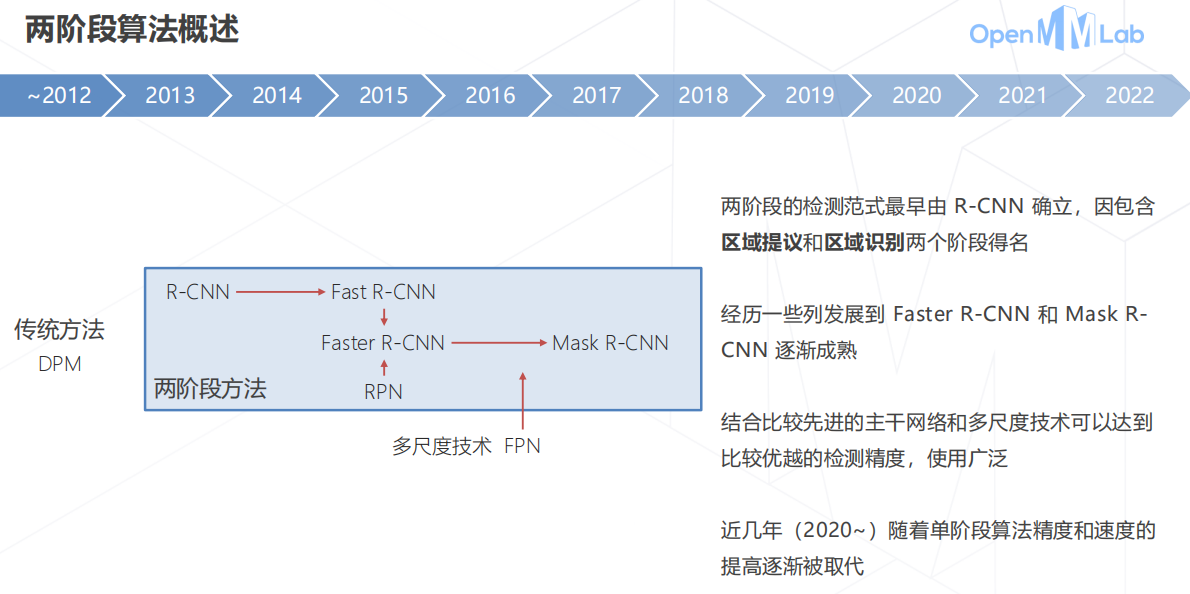 两阶段算法概述
OpenMMLab
~2012 2013 2014 2015 2016 2017 2018 2019 2020 2021 2022
传统方法
DPM
R-CNN
Fast R-CNN
Faster R-CNN
Mask R-CNN
两阶段方法
RPN
多尺度技术 FPN
两阶段的检测范式最早由 R-CNN 确立，因包含
区域提议和区域识别两个阶段得名
经历一些列发展到 Faster R-CNN 和 Mask R-
CNN 逐渐成熟
结合比较先进的主干网络和多尺度技术可以达到
比较优越的检测精度，使用广泛
近几年（2020~）随着单阶段算法精度和速度的
提高逐渐被取代